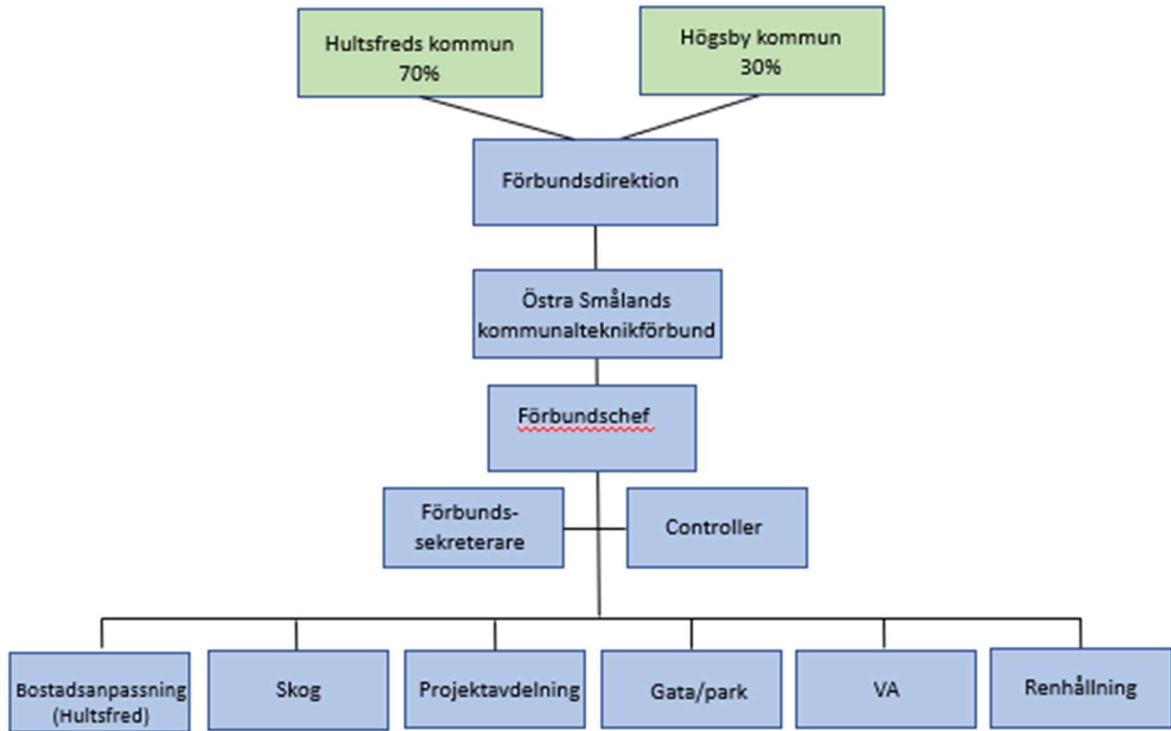 Hultsfreds kommun
70%
Högsby kommun
30%
Förbundsdirektion
Östra Smålands
kommunalteknikförbund
Förbundschef
Förbunds-
sekreterare
Controller
Bostadsanpassning
(Hultsfred)
Skog
Projektavdelning
Gata/park
VA
Renhållning